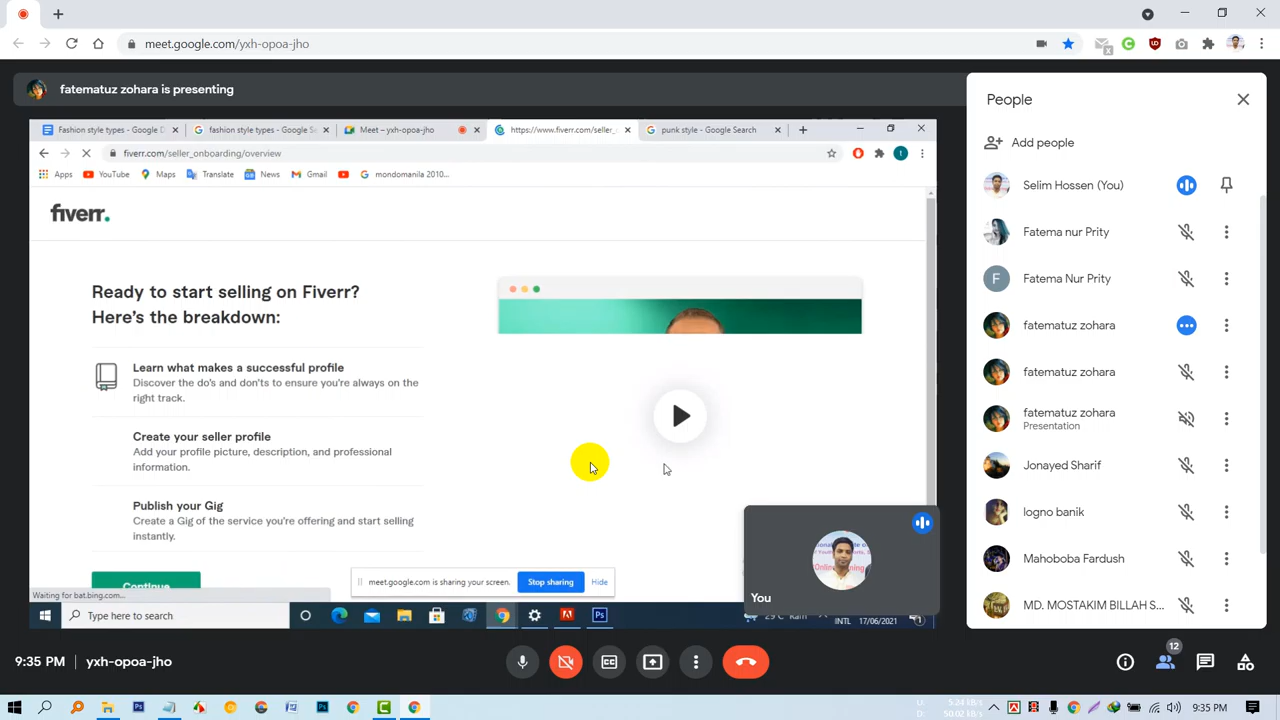 meet.google.com/yxh-opoa-jho
fatematuz zohara is presenting
Fashion style types - Google D
fashion style types - Google Se
Meet – yxh-opoa-jho
https://www.fiverr.com/seller_
punk style - Google Search
fiverr.com/seller_onboarding/overview
Apps
YouTube
Maps
Translate
News
Gmail
mondomanila 2010...
fiverr.
Ready to start selling on Fiverr?
Here's the breakdown:
Learn what makes a successful profile
Discover the do's and don'ts to ensure you're always on the
right track.
Create your seller profile
Add your profile picture, description, and professional
information.
Publish your Gig
Create a Gig of the service you're offering and start selling
instantly.
Continue
Waiting for bat.bing.com...
meet.google.com is sharing your screen.
Stop sharing
Hide
You
Type here to search
INTL
17/06/2021
People
Add people
Selim Hossen (You)
Fatema nur Prity
F
Fatema Nur Prity
fatematuz zohara
fatematuz zohara
fatematuz zohara
Presentation
Jonayed Sharif
logno banik
Mahoboba Fardush
MD. MOSTAKIM BILLAH S...
9:35 PM
yxh-opoa-jho
12
U: 5.24 kB/s
D: 50.02 kB/s
9:35 PM